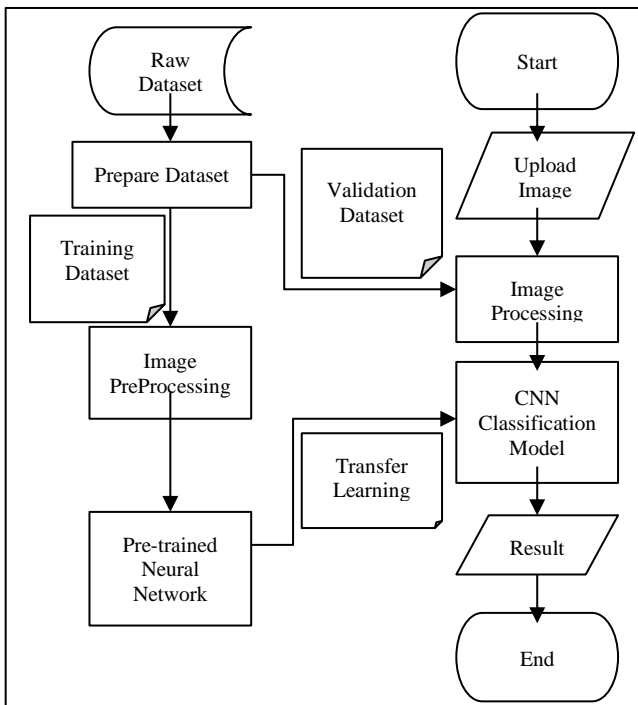 Raw
Dataset
Prepare Dataset
Training
Dataset
Image
PreProcessing
Pre-trained
Neural
Network
Validation
Dataset
Transfer
Learning
Start
Upload
Image
Image
Processing
CNN
Classification
Model
Result
End